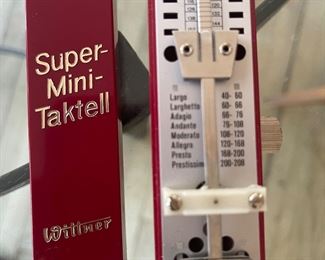 Super-
Mini-
Taktell
Wittner
Largo 40-60
Larghetto 60-66
Adagio 66-76
Andante 76-108
Moderato 108-120
Allegro 120-168
Presto 168-200
Prestissimo 200-208